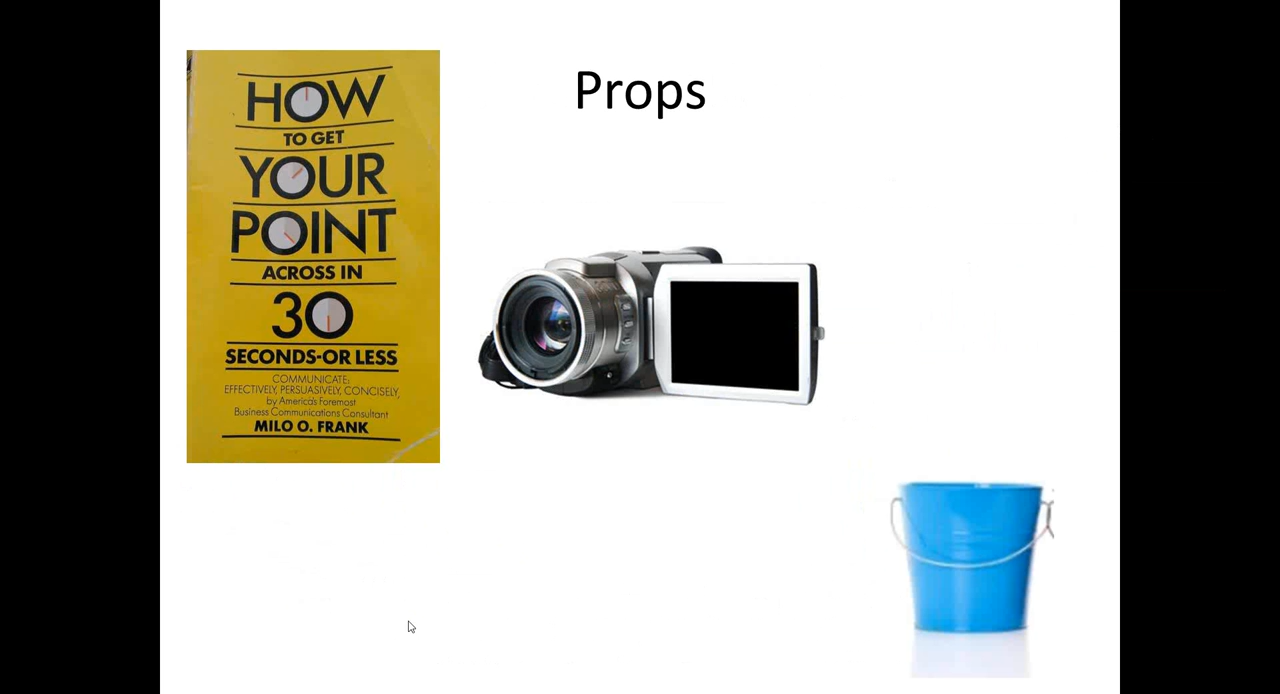 Props
HOW
TO GET
YOUR
POINT
ACROSS IN
30
SECONDS-OR LESS
COMMUNICATE:
EFFECTIVELY, PERSUASIVELY, CONCISELY,
by America's Foremost
Business Communications Consultant
MILO O. FRANK